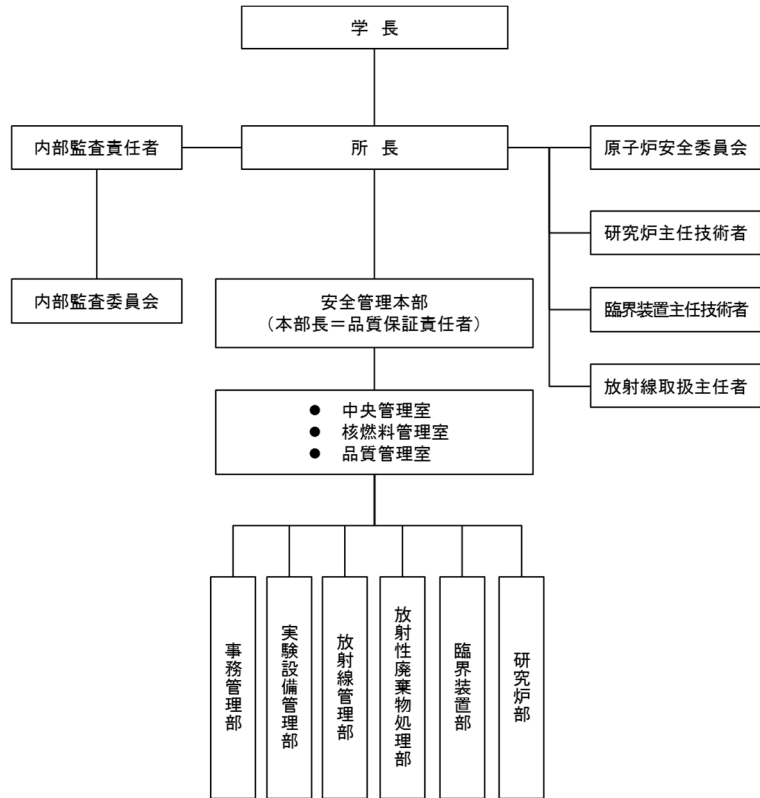 学 長
内部監査責任者
所 長
原子炉安全委員会
研究炉主任技術者
内部監査委員会
安全管理本部
(本部長=品質保証責任者)
臨界装置主任技術者
放射線取扱主任者
● 中央管理室
● 核燃料管理室
● 品質管理室
事務管理部
実験設備管理部
放射線管理部
放射性廃棄物処理部
臨界装置部
研究炉部